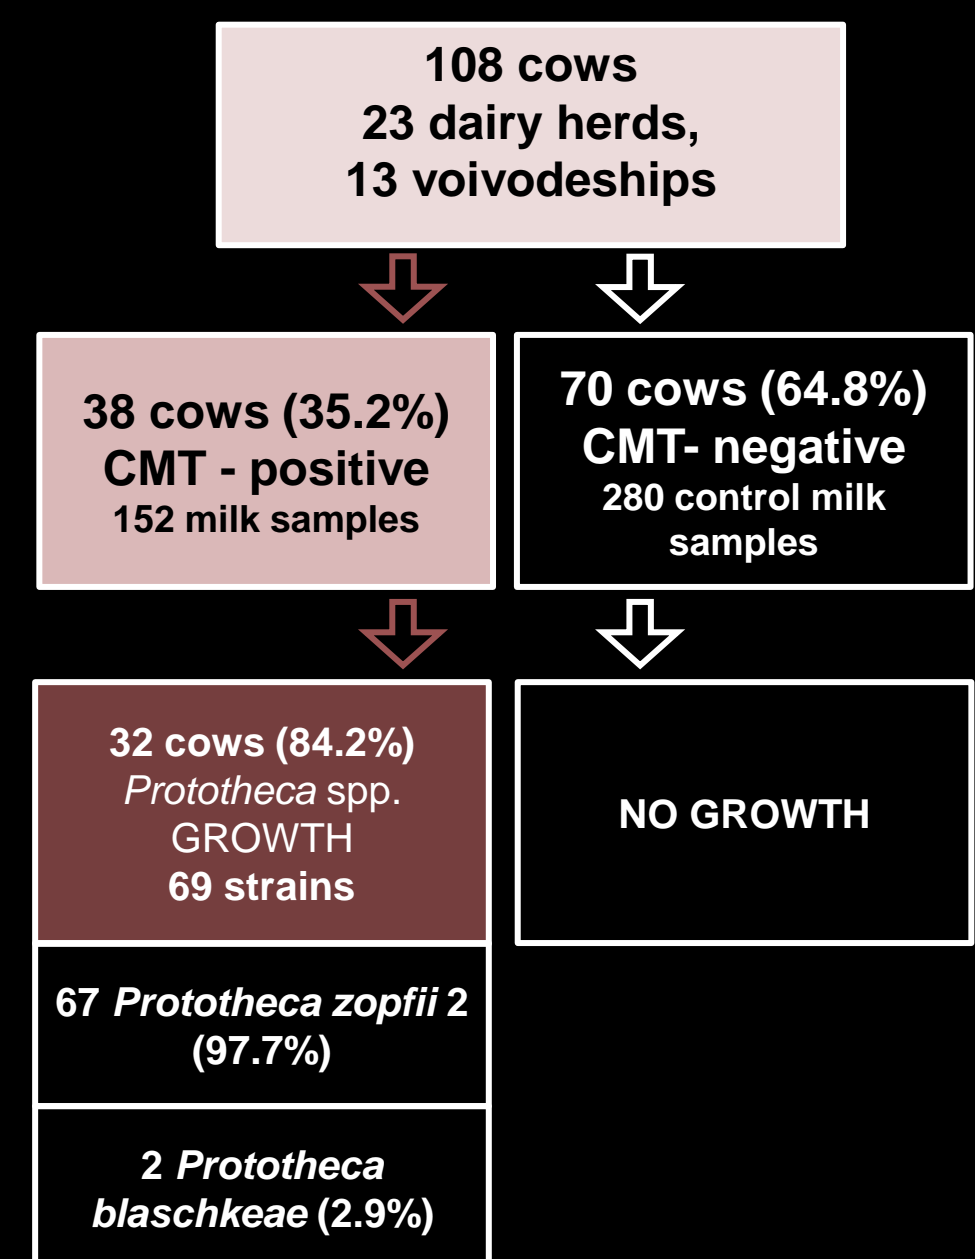 108 cows
23 dairy herds,
13 voivodeships
38 cows (35.2%)
CMT - positive
152 milk samples
70 cows (64.8%)
CMT- negative
280 control milk
samples
32 cows (84.2%)
Prototheca spp.
GROWTH
69 strains
NO GROWTH
67 Prototheca zopfii 2
(97.7%)
2 Prototheca
blaschkeae (2.9%)